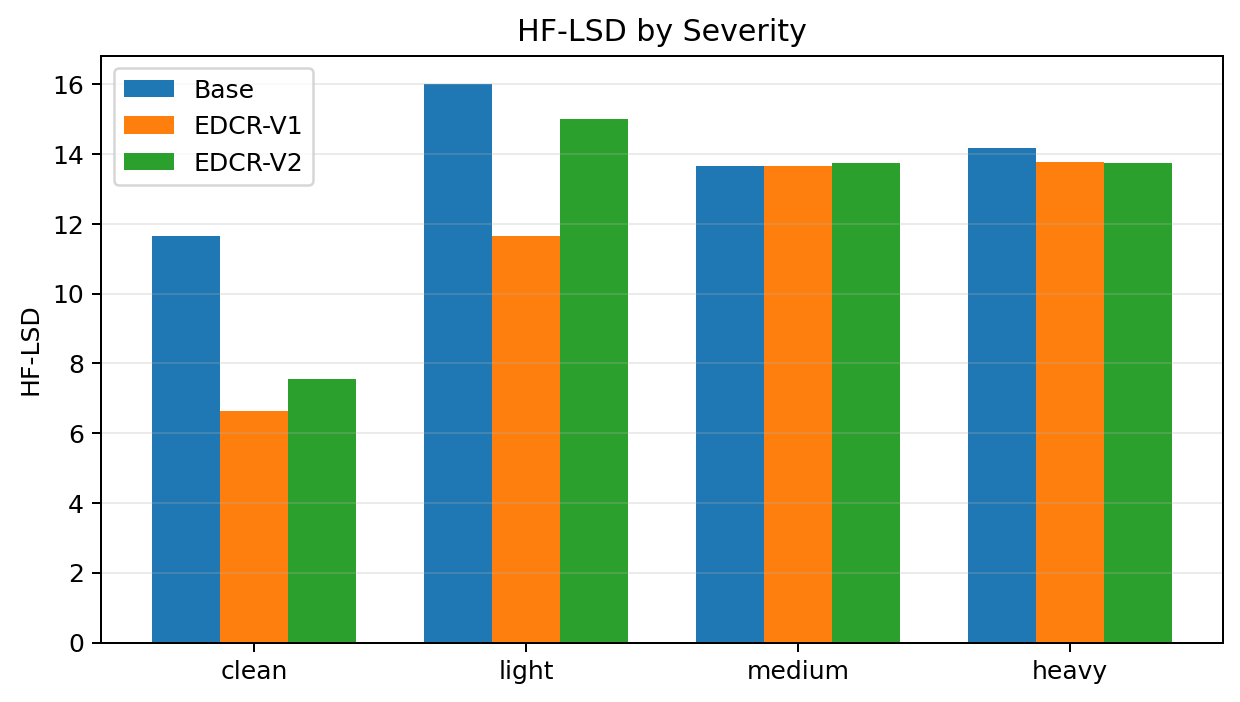 HF-LSD by Severity
Base
EDCR-V1
EDCR-V2
HF-LSD
16
14
12
10
8
6
4
2
0
clean light medium heavy